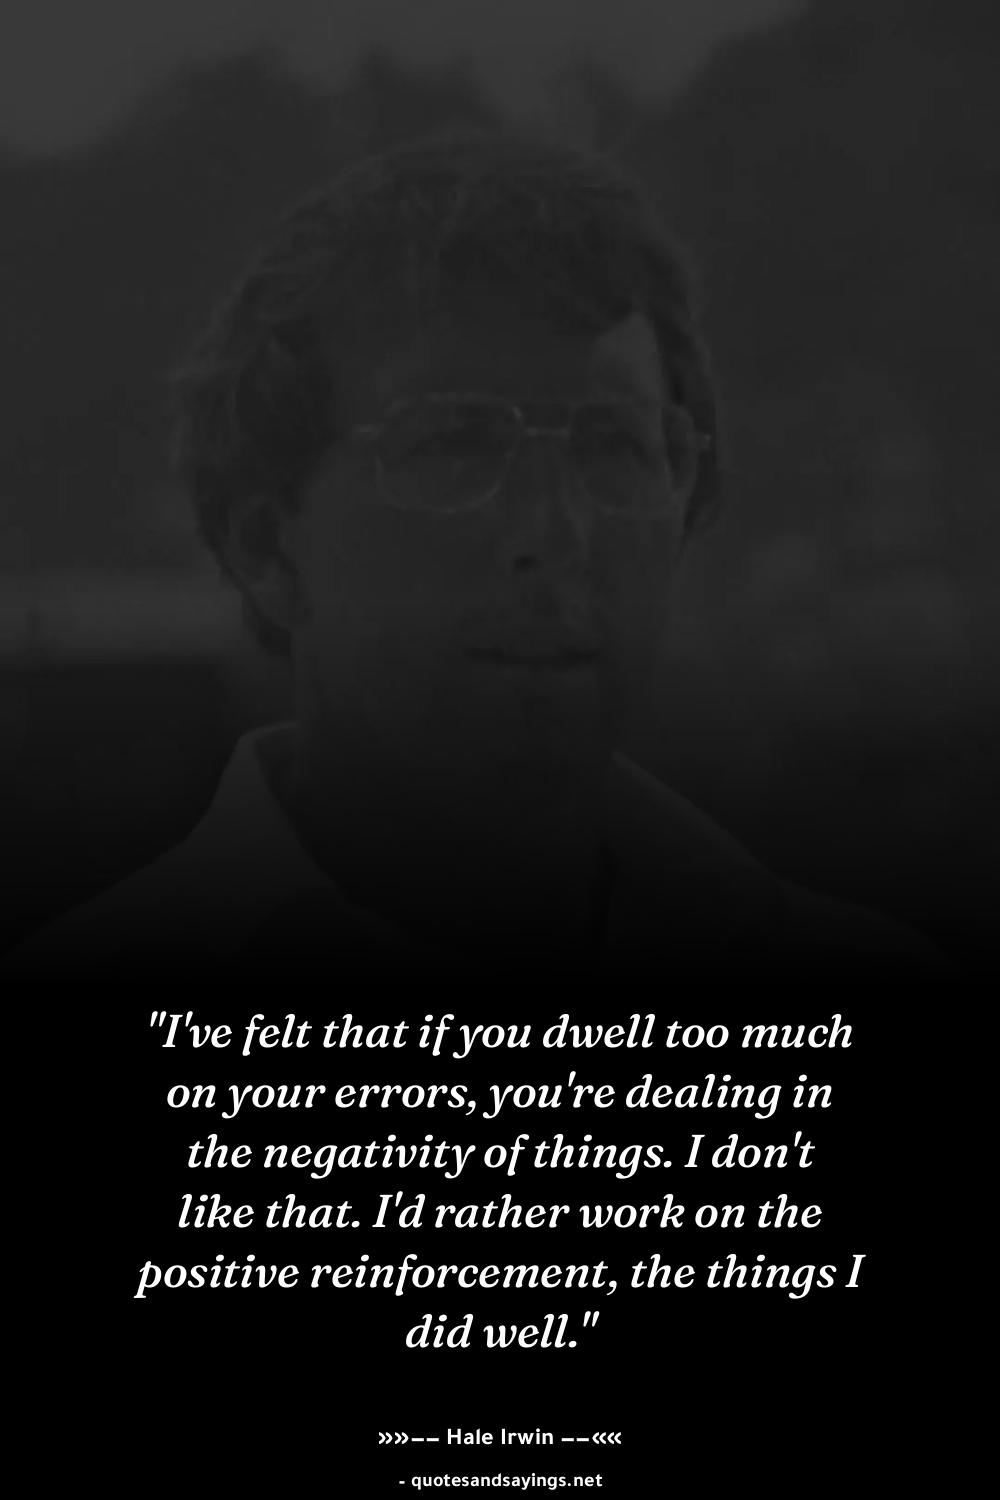 "I've felt that if you dwell too much
on your errors, you're dealing in
the negativity of things. I don't
like that. I'd rather work on the
positive reinforcement, the things I
did well."
»»–– Hale Irwin ––««
- quotesandsayings.net